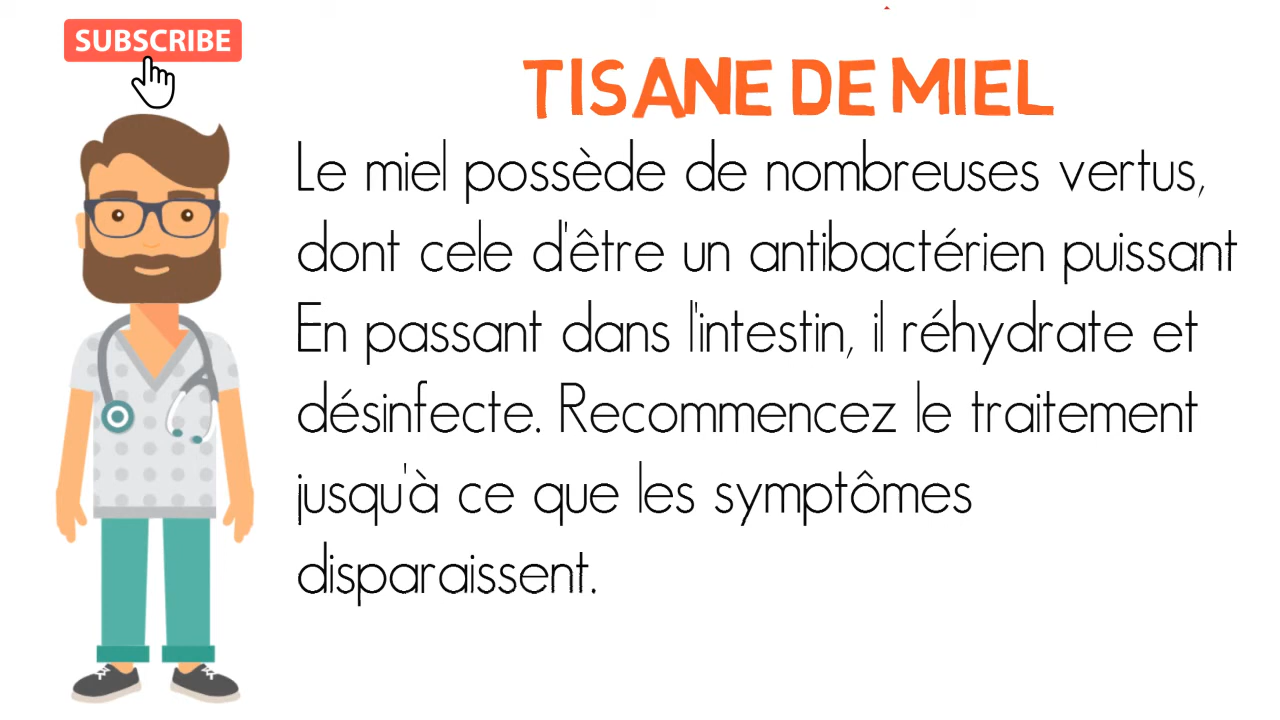 SUBSCRIBE
TISANE DE MIEL
Le miel possède de nombreuses vertus,
dont cele d'être un antibactérien puissant
En passant dans l'intestin, il réhydrate et
désinfecte. Recommencez le traitement
jusqu'à ce que les symptômes
disparaissent.